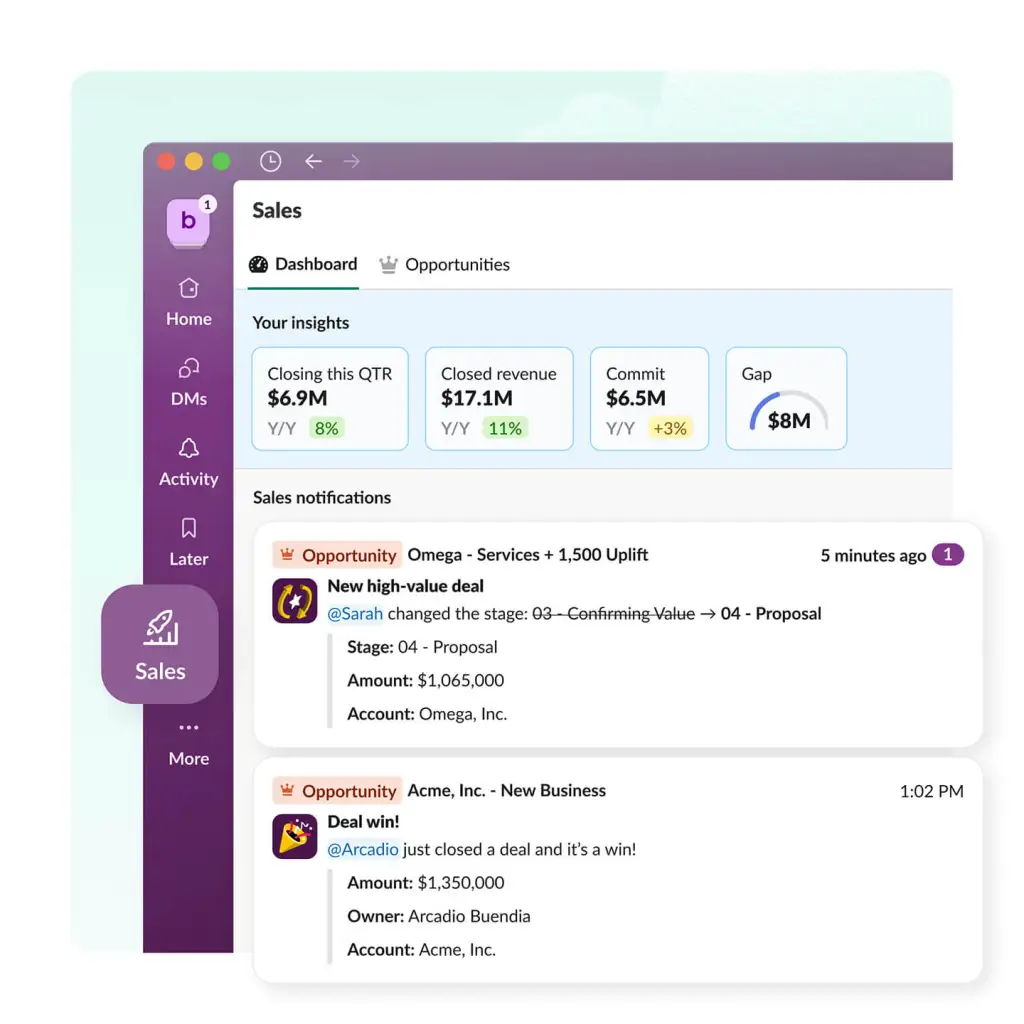 b 1
Home
DMs
Activity
Later
Sales
More
Sales
Dashboard Opportunities
Your insights
Closing this QTR
$6.9M
Y/Y 8%
Closed revenue
$17.1M
Y/Y 11%
Commit
$6.5M
Y/Y +3%
Gap
$8M
Sales notifications
Opportunity Omega - Services + 1,500 Uplift 5 minutes ago 1
New high-value deal
@Sarah changed the stage: 03 - Confirming Value → 04 - Proposal
Stage: 04 - Proposal
Amount: $1,065,000
Account: Omega, Inc.
Opportunity Acme, Inc. - New Business 1:02 PM
Deal win!
@Arcadio just closed a deal and it’s a win!
Amount: $1,350,000
Owner: Arcadio Buendia
Account: Acme, Inc.